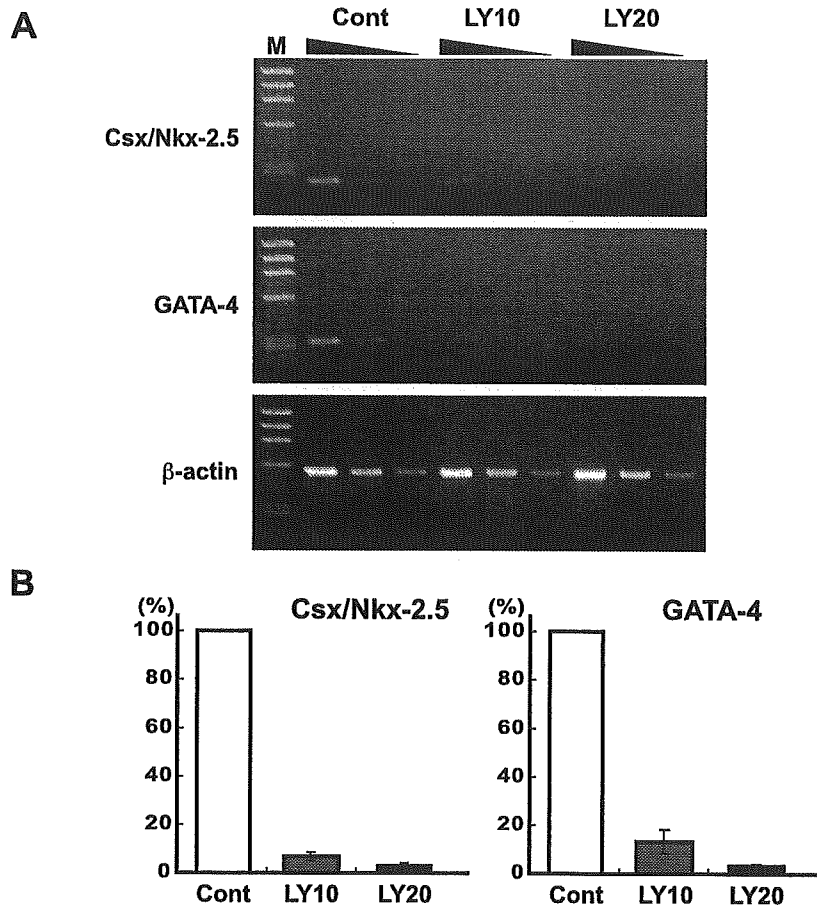 A
Cont LY10 LY20
M
Csx/Nkx-2.5
GATA-4
β-actin
B
(%) Csx/Nkx-2.5
100
80
60
40
20
0
Cont LY10 LY20
(%) GATA-4
100
80
60
40
20
0
Cont LY10 LY20